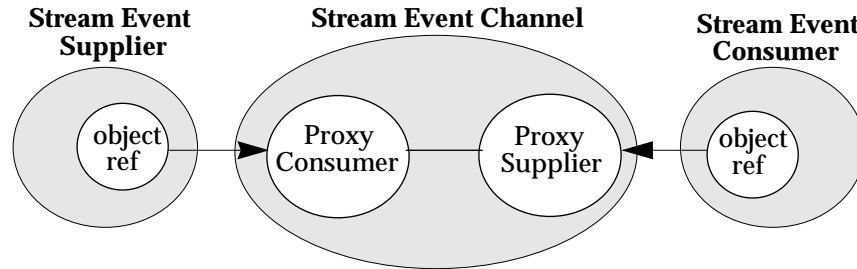 Stream Event
Supplier
Stream Event Channel
Stream Event
Consumer
object
ref
Proxy
Consumer
Proxy
Supplier
object
ref